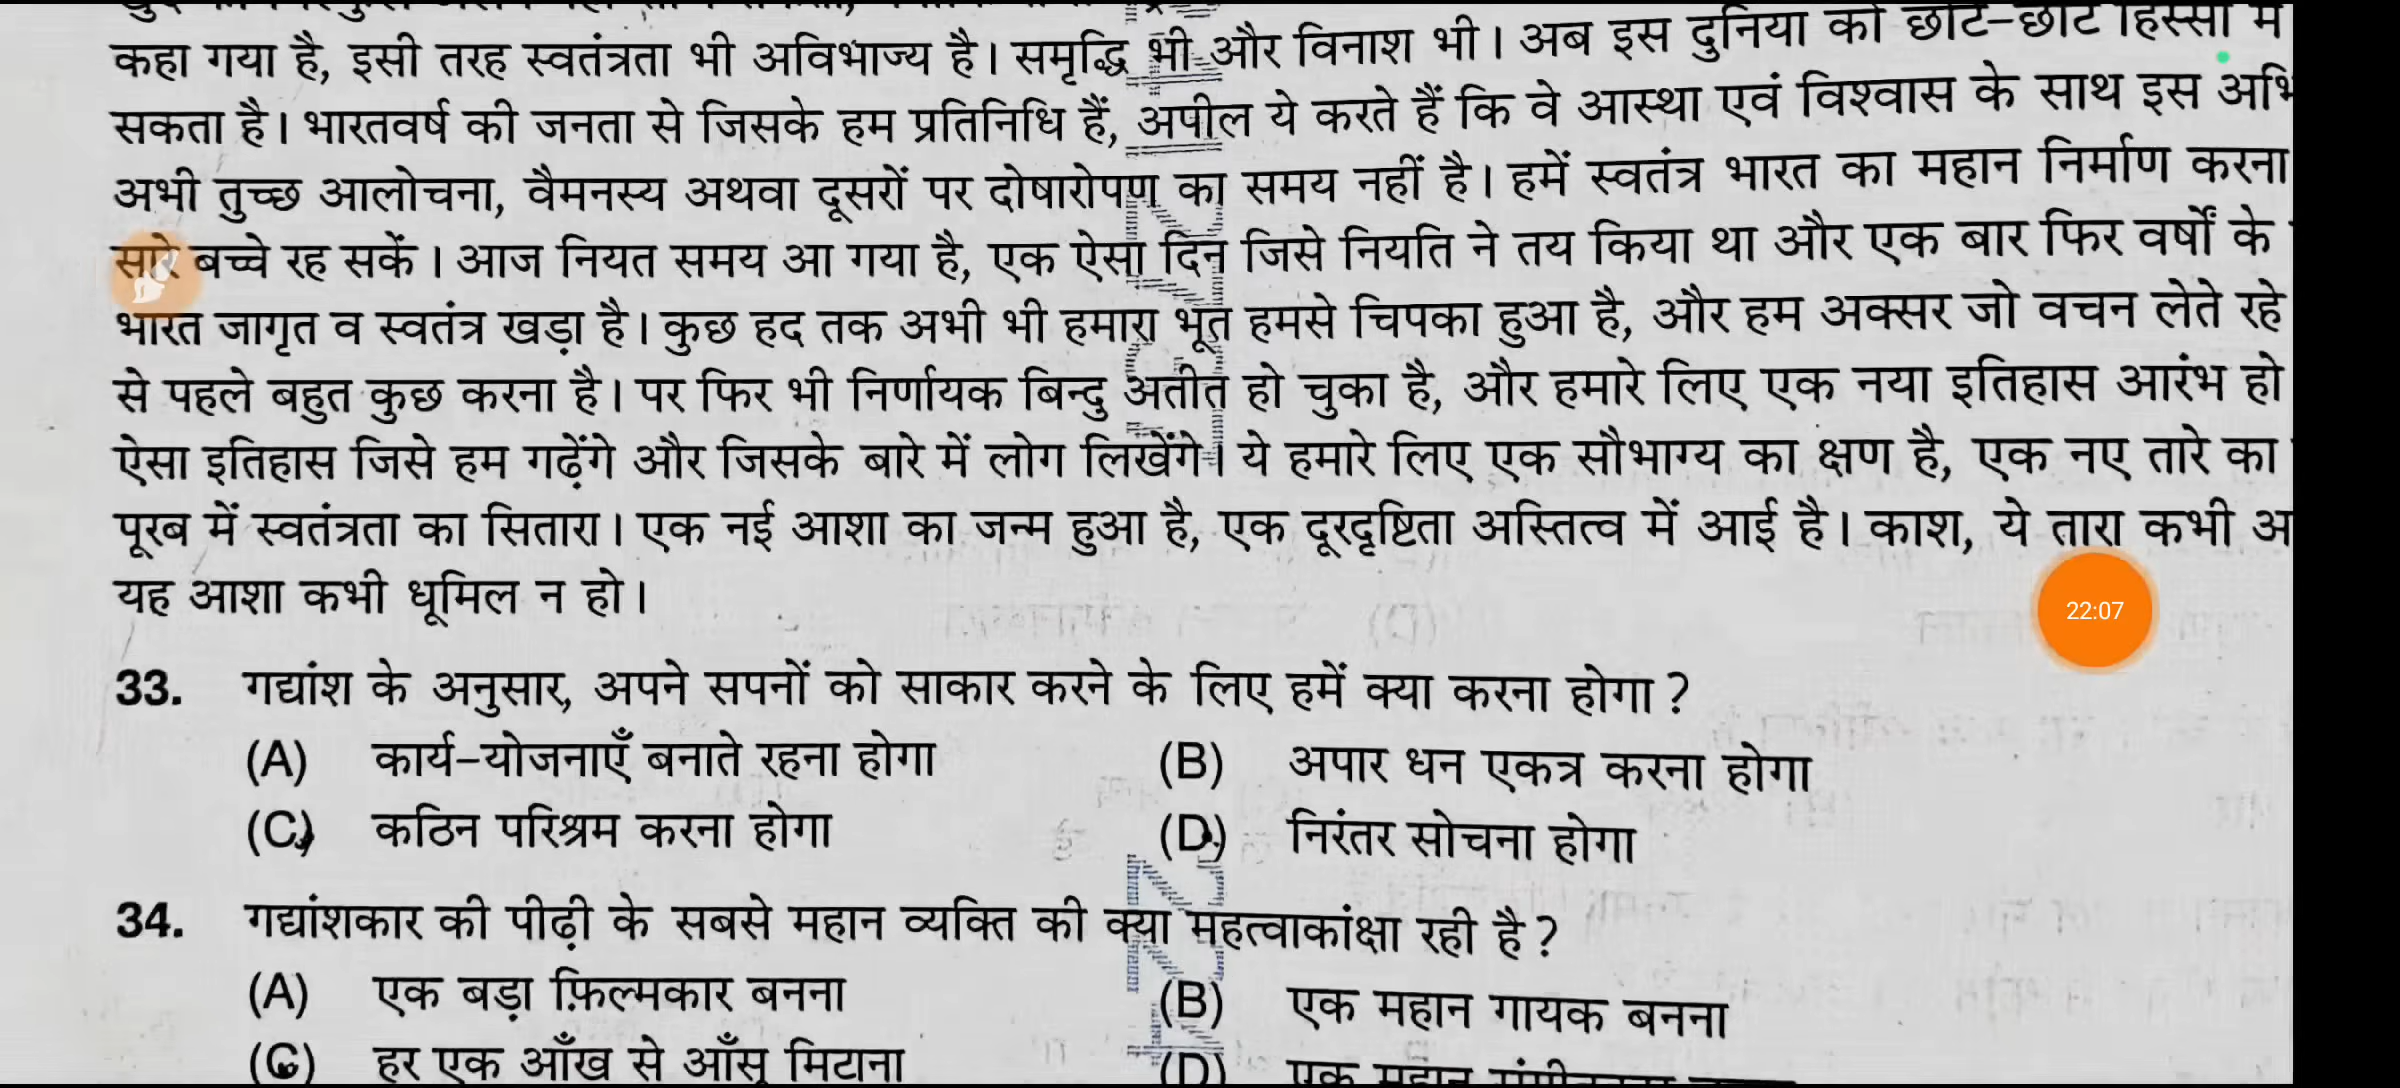 कहा गया है, इसी तरह स्वतंत्रता भी अविभाज्य है। समृद्धि भी और विनाश भी। अब इस दुनिया को छोटे-छोटे हिस्सों में
सकता है। भारतवर्ष की जनता से जिसके हम प्रतिनिधि हैं, अपील ये करते हैं कि वे आस्था एवं विश्वास के साथ इस
अभी तुच्छ आलोचना, वैमनस्य अथवा दूसरों पर दोषारोपण का समय नहीं है। हमें स्वतंत्र भारत का महान निर्माण करना
सारे बच्चे रह सकें। आज नियत समय आ गया है, एक ऐसा दिन जिसे नियति ने तय किया था और एक बार फिर वर्षों के
भारत जागृत व स्वतंत्र खड़ा है। कुछ हद तक अभी भी हमारा भूत हमसे चिपका हुआ है, और हम अक्सर जो वचन लेते रहे
से पहले बहुत कुछ करना है। पर फिर भी निर्णायक बिन्दु अतीत हो चुका है, और हमारे लिए एक नया इतिहास आरंभ हो
ऐसा इतिहास जिसे हम गढ़ेंगे और जिसके बारे में लोग लिखेंगे। ये हमारे लिए एक सौभाग्य का क्षण है, एक नए तारे का
पूरब में स्वतंत्रता का सितारा। एक नई आशा का जन्म हुआ है, एक दूरदृष्टिता अस्तित्व में आई है। काश, ये तारा कभी
यह आशा कभी धूमिल न हो।
22:07
33. गद्यांश के अनुसार, अपने सपनों को साकार करने के लिए हमें क्या करना होगा ?
(A) कार्य-योजनाएँ बनाते रहना होगा (B) अपार धन एकत्र करना होगा
(C) कठिन परिश्रम करना होगा (D) निरंतर सोचना होगा
34. गद्यांशकार की पीढ़ी के सबसे महान व्यक्ति की क्या महत्वाकांक्षा रही है ?
(A) एक बड़ा फ़िल्मकार बनना (B) एक महान गायक बनना
(C) हर एक आँख से आँसू मिटाना (D) एक महान